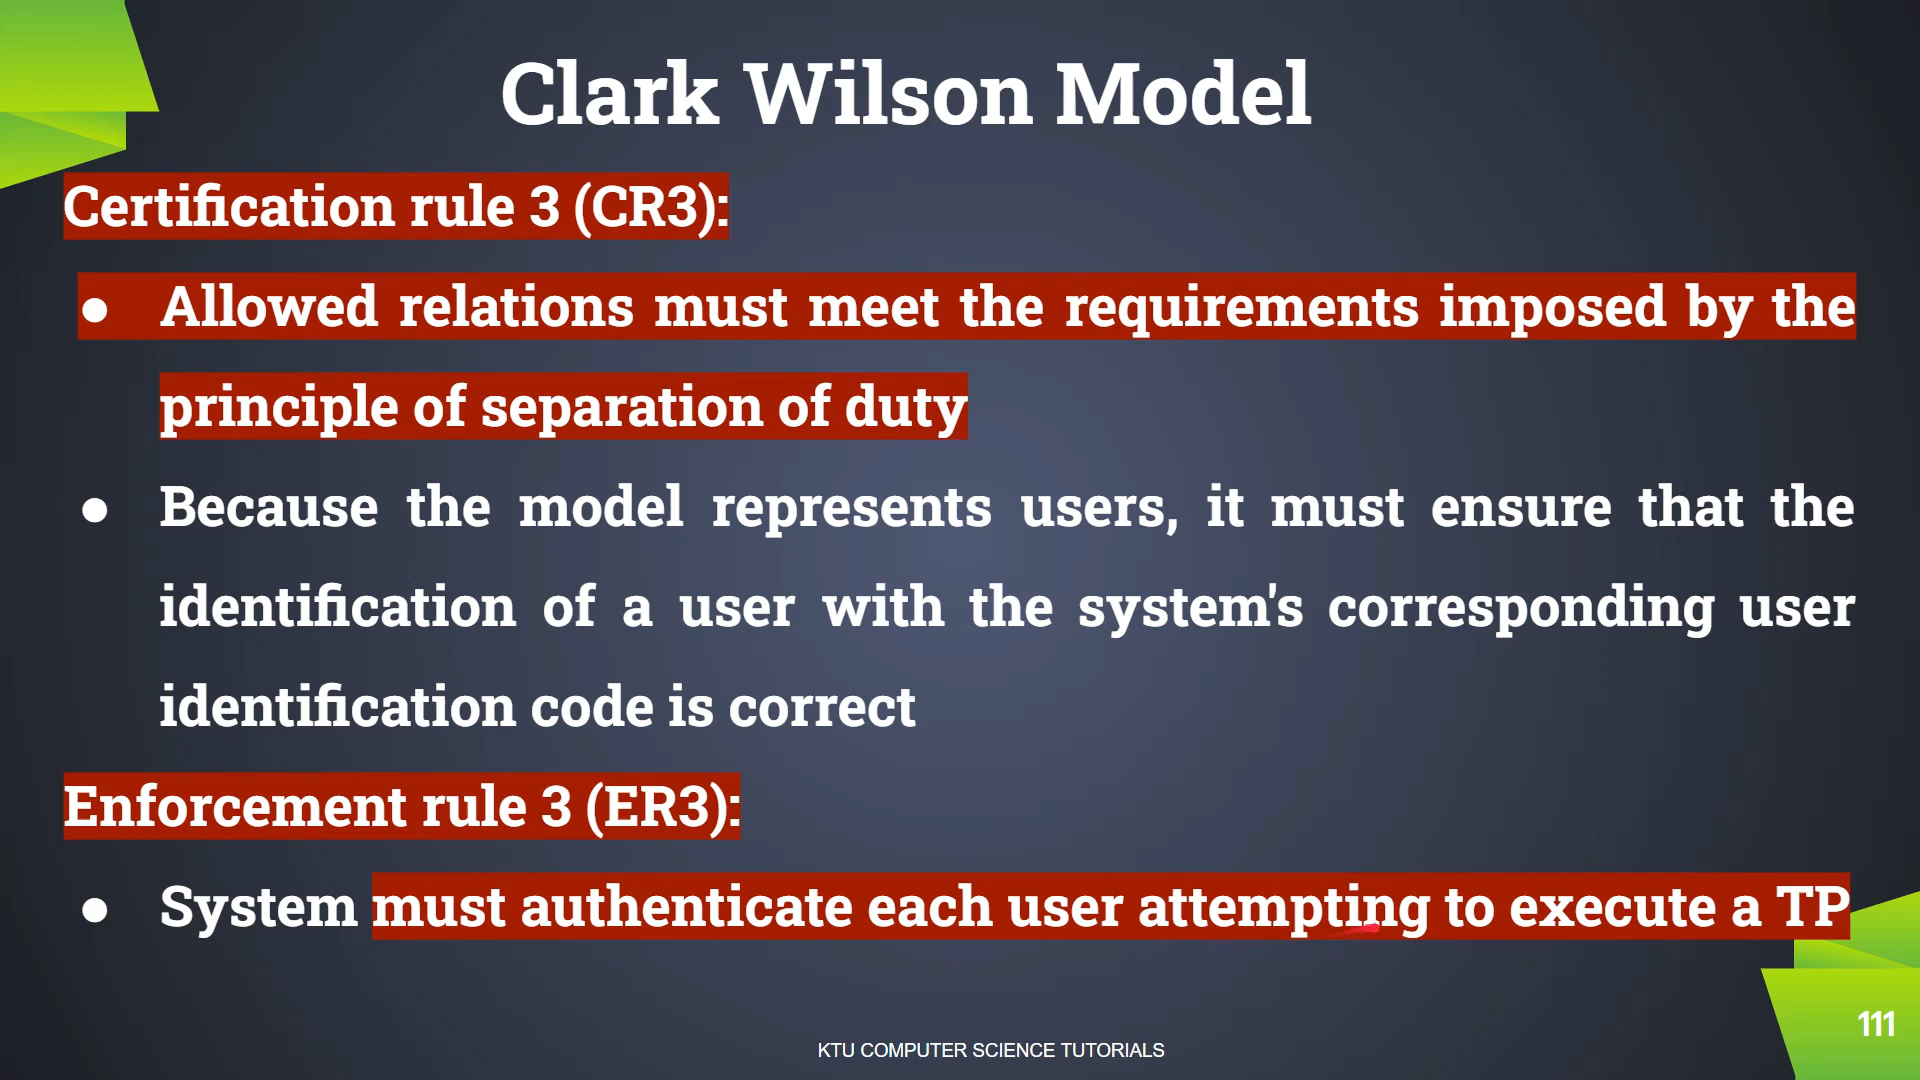 Clark Wilson Model
Certification rule 3 (CR3):
● Allowed relations must meet the requirements imposed by the
principle of separation of duty
● Because the model represents users, it must ensure that the
identification of a user with the system's corresponding user
identification code is correct
Enforcement rule 3 (ER3):
● System must authenticate each user attempting to execute a TP
111
KTU COMPUTER SCIENCE TUTORIALS